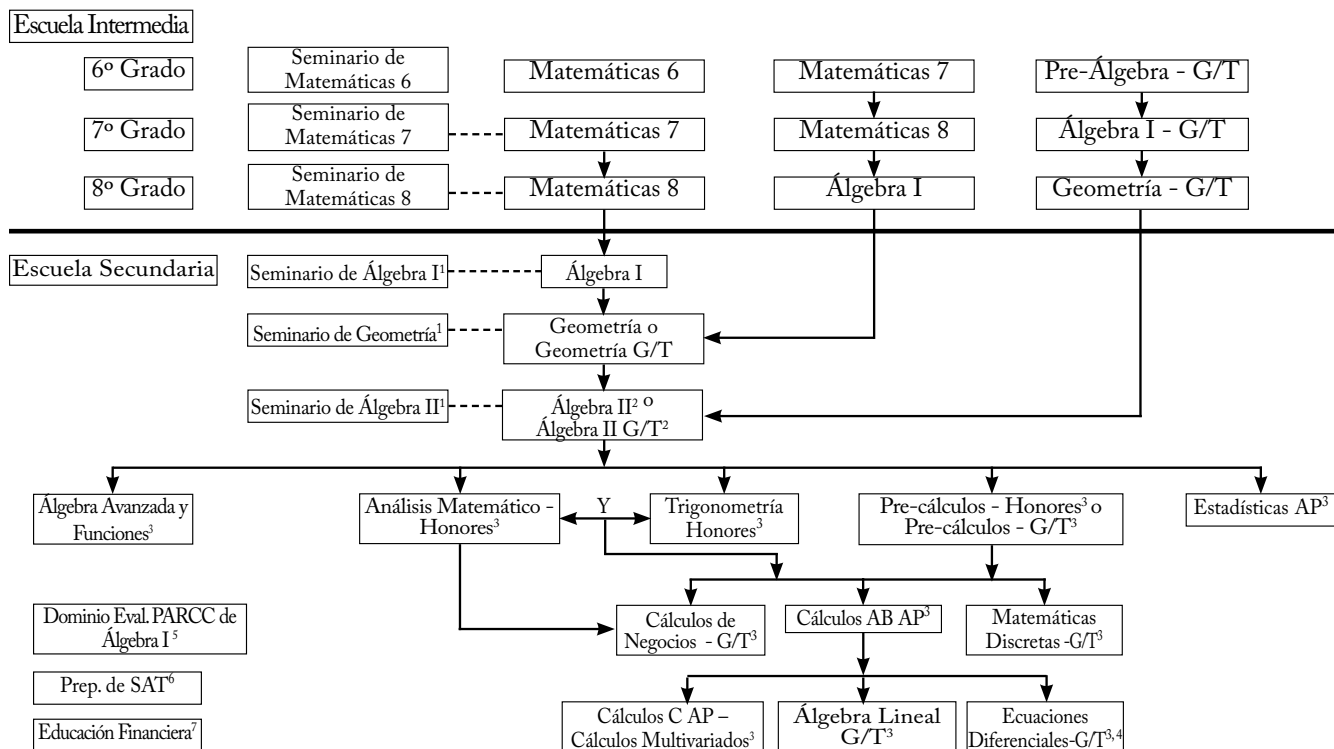 Escuela Intermedia
6º Grado
Seminario de
Matemáticas 6
Matemáticas 6
Matemáticas 7
Pre-Álgebra - G/T
7º Grado
Seminario de
Matemáticas 7
Matemáticas 7
Matemáticas 8
Álgebra I - G/T
8º Grado
Seminario de
Matemáticas 8
Matemáticas 8
Álgebra I
Geometría - G/T
Escuela Secundaria
Seminario de Álgebra I¹
Álgebra I
Seminario de Geometría¹
Geometría o
Geometría G/T
Seminario de Álgebra II¹
Álgebra II² o
Álgebra II G/T²
Álgebra Avanzada y
Funciones³
Análisis Matemático -
Honores³
Y
Trigonometría
Honores³
Pre-cálculos - Honores³ o
Pre-cálculos - G/T³
Estadísticas AP³
Dominio Eval. PARCC de
Álgebra I ⁵
Cálculos de
Negocios - G/T³
Cálculos AB AP³
Matemáticas
Discretas -G/T³
Prep. de SAT⁶
Educación Financiera⁷
Cálculos C AP –
Cálculos Multivariados³
Álgebra Lineal
G/T³
Ecuaciones
Diferenciales-G/T³,⁴